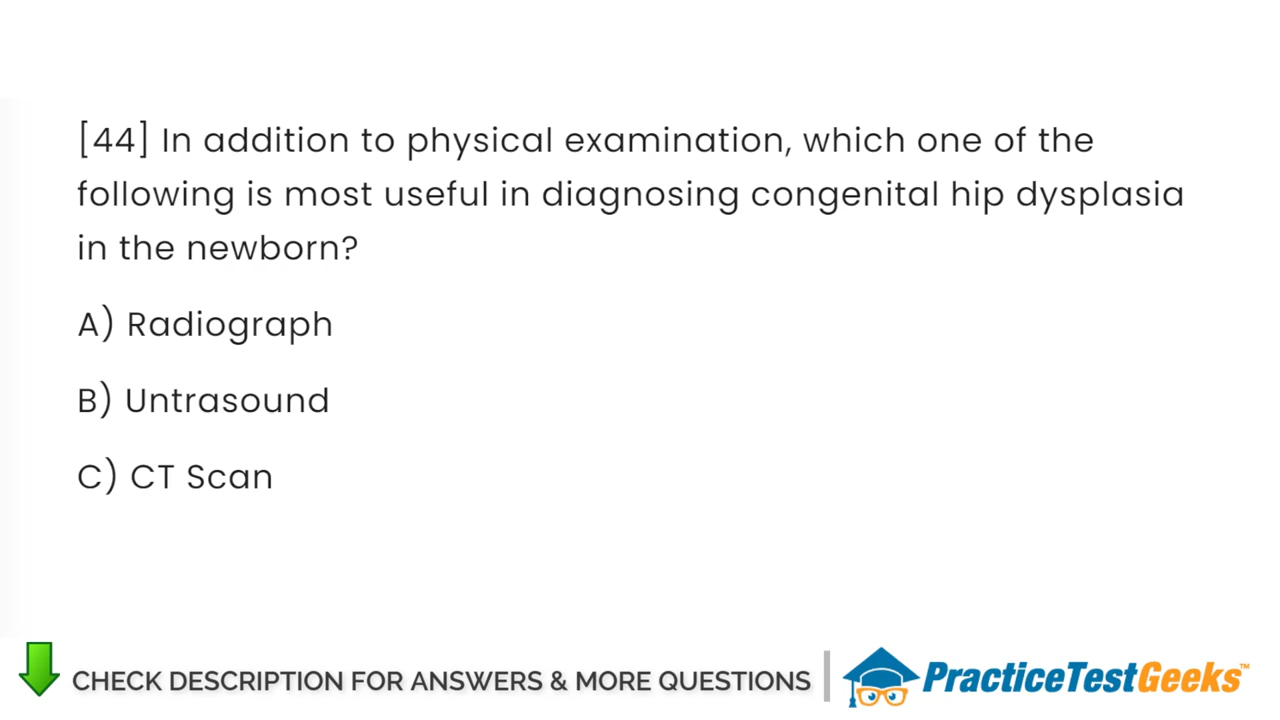 [44] In addition to physical examination, which one of the
following is most useful in diagnosing congenital hip dysplasia
in the newborn?
A) Radiograph
B) Untrasound
C) CT Scan
CHECK DESCRIPTION FOR ANSWERS & MORE QUESTIONS
PracticeTestGeeks™